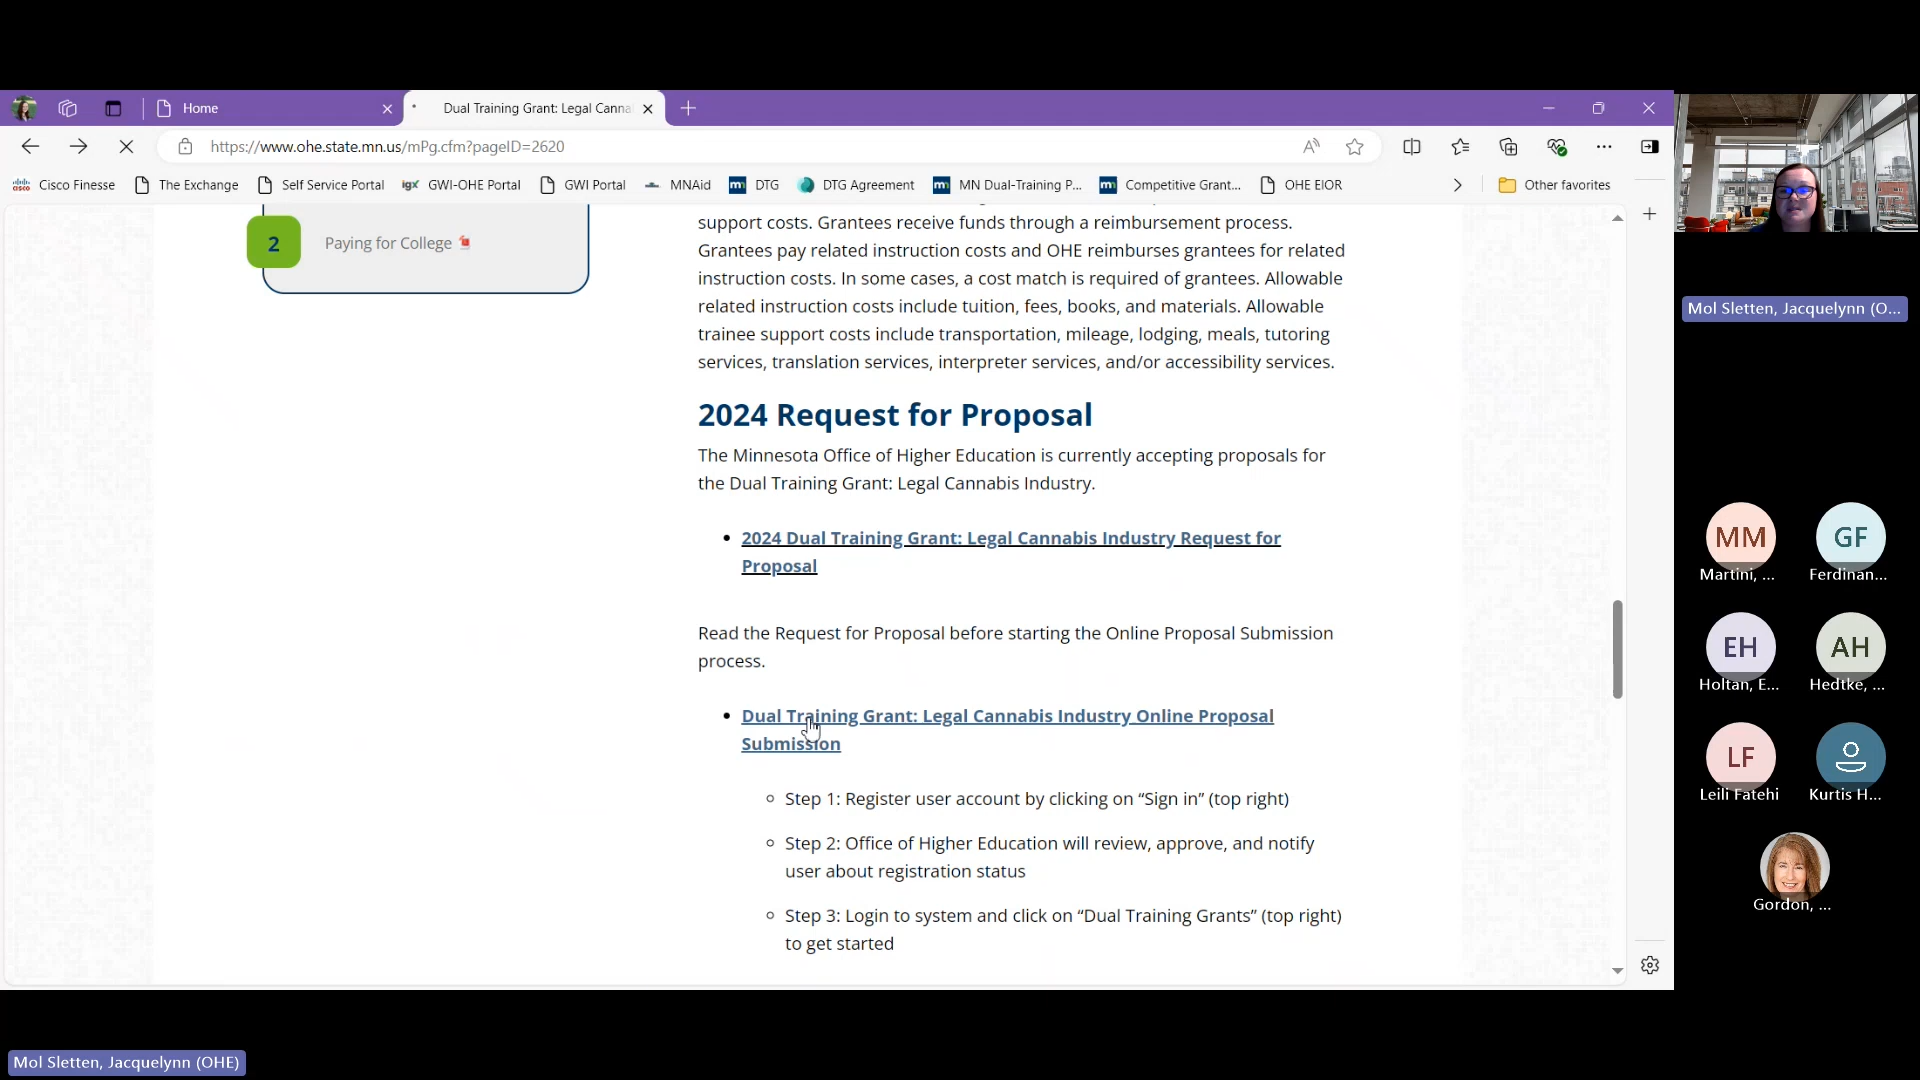 Home
Dual Training Grant: Legal Canna
https://www.ohe.state.mn.us/mPg.cfm?pageID=2620
Cisco Finesse
The Exchange
Self Service Portal
GWI-OHE Portal
GWI Portal
MNAid
DTG
DTG Agreement
MN Dual-Training P...
Competitive Grant...
OHE EIOR
Other favorites
2
Paying for College
support costs. Grantees receive funds through a reimbursement process.
Grantees pay related instruction costs and OHE reimburses grantees for related
instruction costs. In some cases, a cost match is required of grantees. Allowable
related instruction costs include tuition, fees, books, and materials. Allowable
trainee support costs include transportation, mileage, lodging, meals, tutoring
services, translation services, interpreter services, and/or accessibility services.
2024 Request for Proposal
The Minnesota Office of Higher Education is currently accepting proposals for
the Dual Training Grant: Legal Cannabis Industry.
• 2024 Dual Training Grant: Legal Cannabis Industry Request for
Proposal
Read the Request for Proposal before starting the Online Proposal Submission
process.
• Dual Training Grant: Legal Cannabis Industry Online Proposal
Submission
Step 1: Register user account by clicking on “Sign in” (top right)
Step 2: Office of Higher Education will review, approve, and notify
user about registration status
Step 3: Login to system and click on “Dual Training Grants” (top right)
to get started
Mol Sletten, Jacquelynn (O...
MM
Martini, ...
GF
Ferdinan...
EH
Holtan, E...
AH
Hedtke, ...
LF
Leili Fatehi
Kurtis H...
Gordon, ...
Mol Sletten, Jacquelynn (OHE)